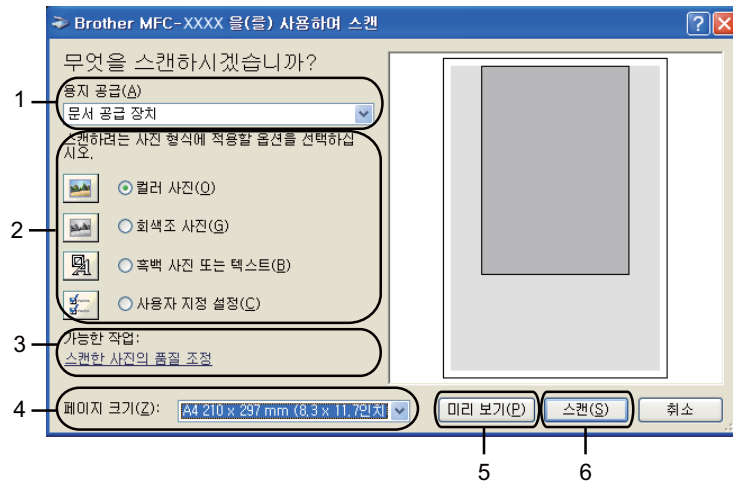 Brother MFC-XXXX 을(를) 사용하여 스캔
무엇을 스캔하시겠습니까?
1
용지 공급(A)
문서 공급 장치
스캔하려는 사진 형식에 적용할 옵션을 선택하십
시오.
컬러 사진(O)
2
회색조 사진(G)
흑백 사진 또는 텍스트(B)
사용자 지정 설정(C)
3
가능한 작업:
스캔한 사진의 품질 조정
4
페이지 크기(Z):
A4 210 x 297 mm (8.3 x 11.7인치
미리 보기(P)
스캔(S)
취소
5
6